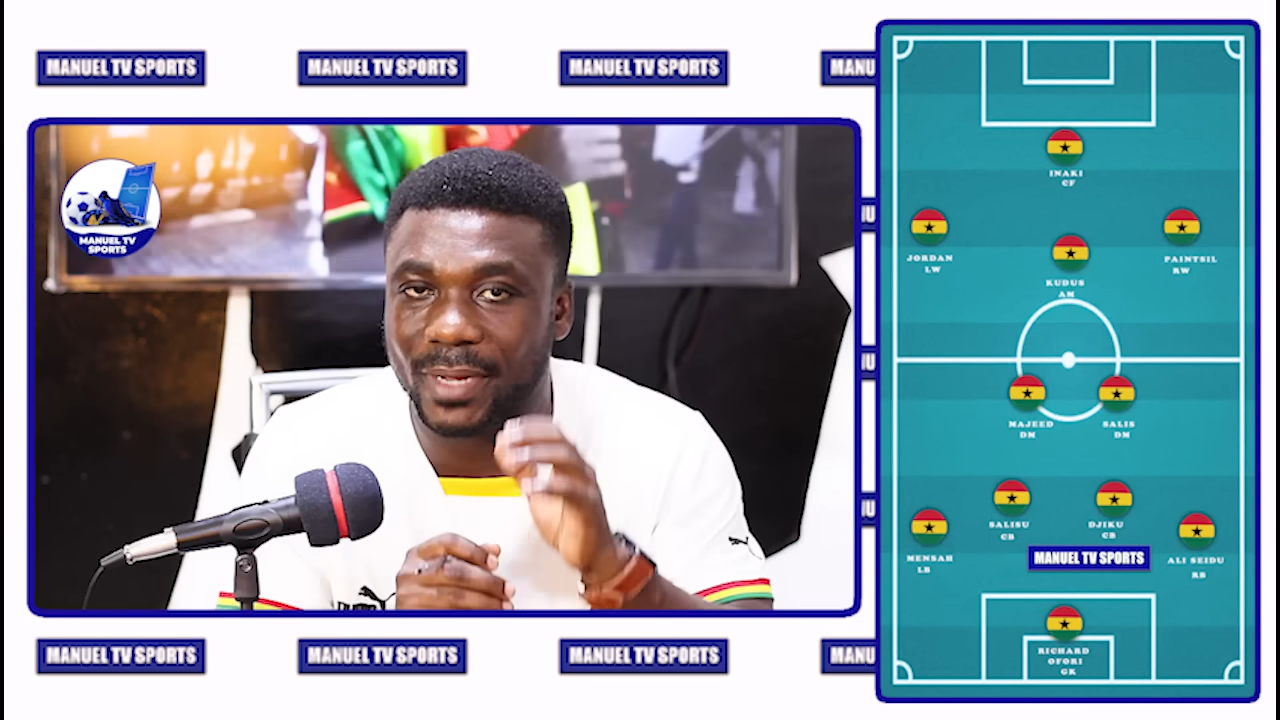 MANUEL TV SPORTS
MANUEL TV SPORTS
MANUEL TV SPORTS
MANU
MANUEL TV
SPORTS
INAKI
CF
JORDAN
LW
PAINTSIL
RW
KUDUS
AM
MAJEED
DM
SALIS
DM
SALISU
CB
DJIKU
CB
MENSAH
LB
MANUEL TV SPORTS
ALI SEIDU
RB
RICHARD
OFORI
GK
MANUEL TV SPORTS
MANUEL TV SPORTS
MANUEL TV SPORTS
MANU